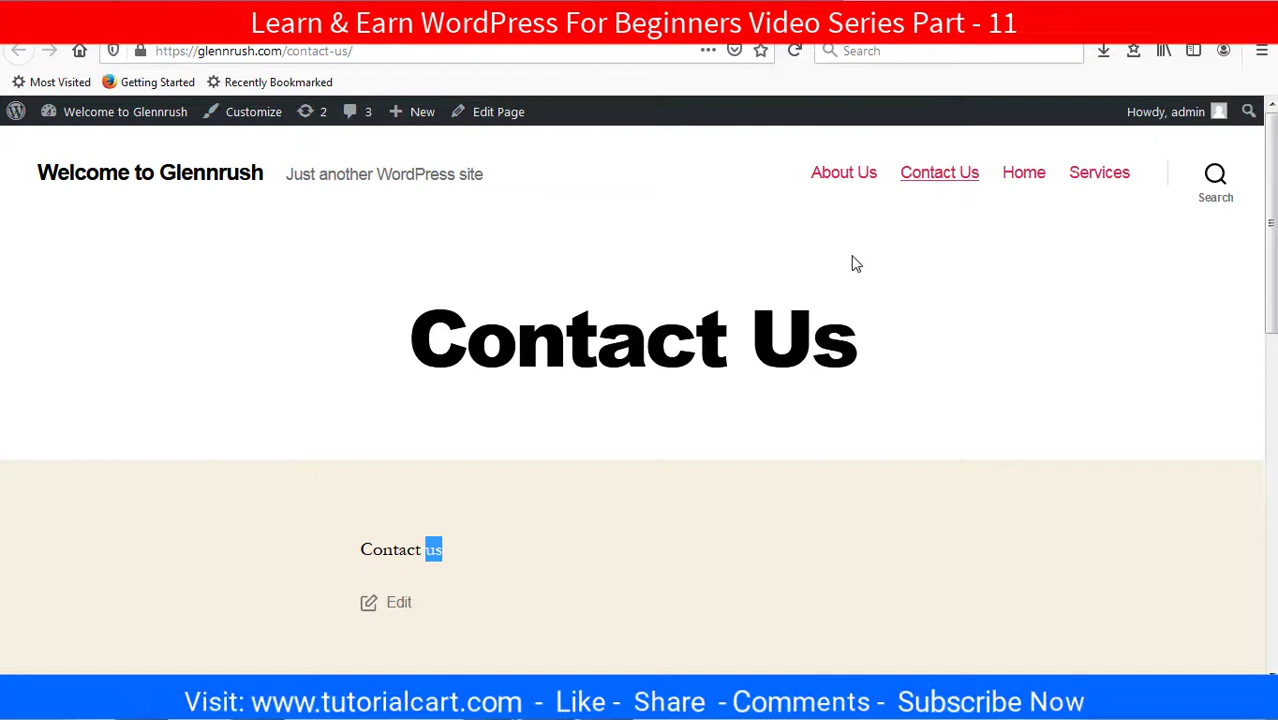 Learn & Earn WordPress For Beginners Video Series Part - 11
https://glennrush.com/contact-us/
Search
Most Visited Getting Started Recently Bookmarked
Welcome to Glennrush Customize 2 3 New Edit Page Howdy, admin
Welcome to Glennrush Just another WordPress site About Us Contact Us Home Services
Search
Contact Us
Contact us
Edit
Visit: www.tutorialcart.com - Like - Share - Comments - Subscribe Now